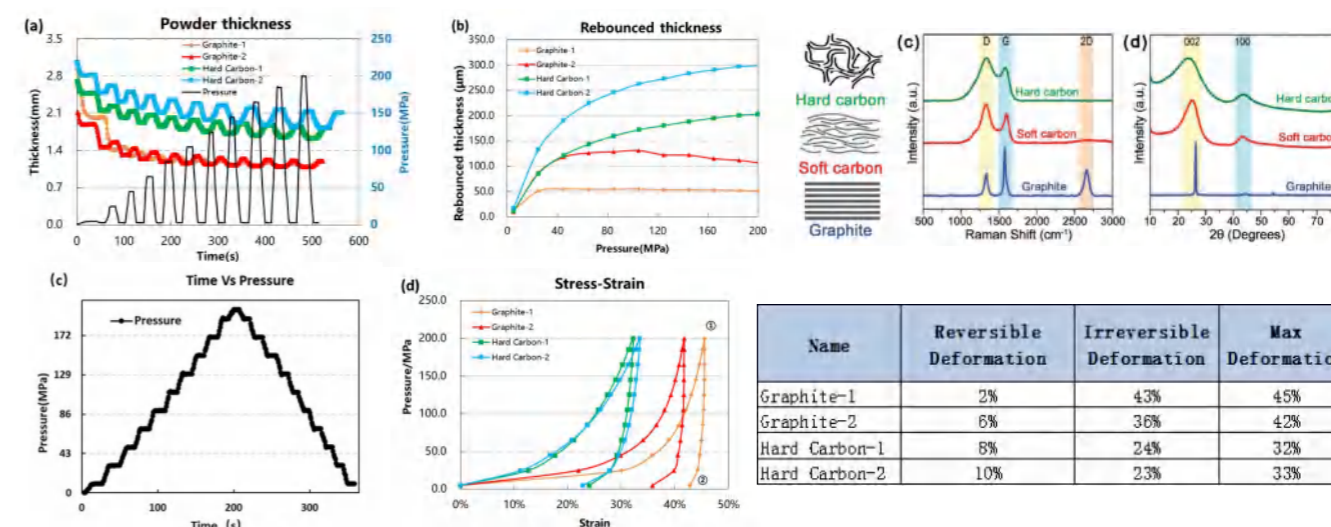 (a)
Powder thickness
Graphite-1
Graphite-2
Hard Carbon-1
Hard Carbon-2
Pressure
3.5
2.8
2.1
1.4
0.7
0.0
Thickness(mm)
250
200
150
100
50
0
Pressure(MPa)
0 100 200 300 400 500 600
Time(s)
(b)
Rebounced thickness
Graphite-1
Graphite-2
Hard Carbon-1
Hard Carbon-2
350.0
300.0
250.0
200.0
150.0
100.0
50.0
0.0
Rebounced thickness (μm)
0 40 80 120 160 200
Pressure(MPa)
Hard carbon
Soft carbon
Graphite
(c)
D G 2D
Hard carbon
Soft carbon
Graphite
Intensity (a.u.)
500 1000 1500 2000 2500 3000
Raman Shift (cm⁻¹)
(d)
002 100
Hard carbo
Soft carbo
Graphite
Intensity (a.u.)
10 20 30 40 50 60 70
2θ (Degrees)
(c)
Time Vs Pressure
Pressure
172
129
86
43
0
Pressure(MPa)
0 100 200 300
Time (s)
(d)
Stress-Strain
Graphite-1
Graphite-2
Hard Carbon-1
Hard Carbon-2
250.0
200.0
150.0
100.0
50.0
0.0
Pressure/MPa
①
②
0% 10% 20% 30% 40% 50%
Strain
Name Reversible Deformation Irreversible Deformation Max Deformatio
Graphite-1 2% 43% 45%
Graphite-2 6% 36% 42%
Hard Carbon-1 8% 24% 32%
Hard Carbon-2 10% 23% 33%